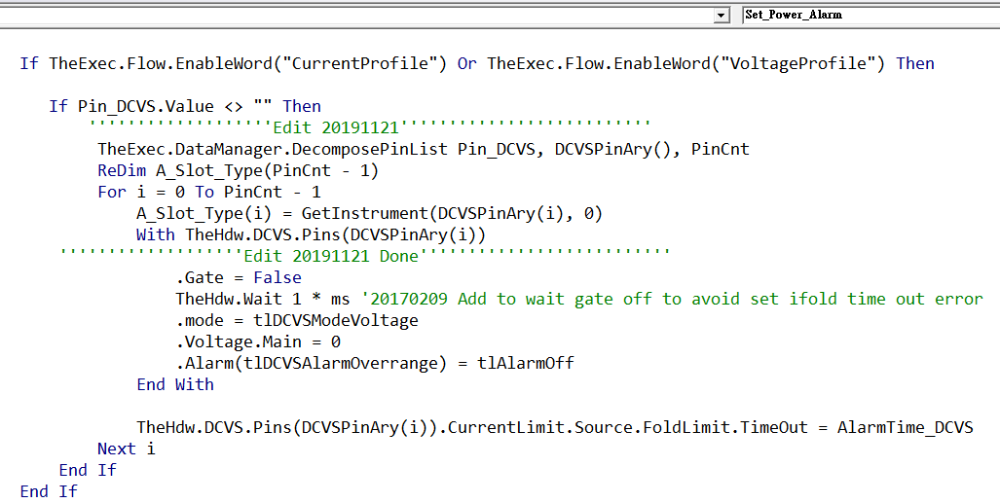 Set_Power_Alarm
If TheExec.Flow.EnableWord("CurrentProfile") Or TheExec.Flow.EnableWord("VoltageProfile") Then
If Pin_DCVS.Value <> "" Then
'''''''''''''''''''Edit 20191121''''''''''''''''''''''''''
TheExec.DataManager.DecomposePinList Pin_DCVS, DCVSPinAry(), PinCnt
ReDim A_Slot_Type(PinCnt - 1)
For i = 0 To PinCnt - 1
A_Slot_Type(i) = GetInstrument(DCVSPinAry(i), 0)
With TheHdw.DCVS.Pins(DCVSPinAry(i))
'''''''''''''''''''Edit 20191121 Done''''''''''''''''''''''''''
.Gate = False
TheHdw.Wait 1 * ms '20170209 Add to wait gate off to avoid set ifold time out error
.mode = tlDCVSModeVoltage
.Voltage.Main = 0
.Alarm(tlDCVSAlarmOverrange) = tlAlarmOff
End With
TheHdw.DCVS.Pins(DCVSPinAry(i)).CurrentLimit.Source.FoldLimit.TimeOut = AlarmTime_DCVS
Next i
End If
End If